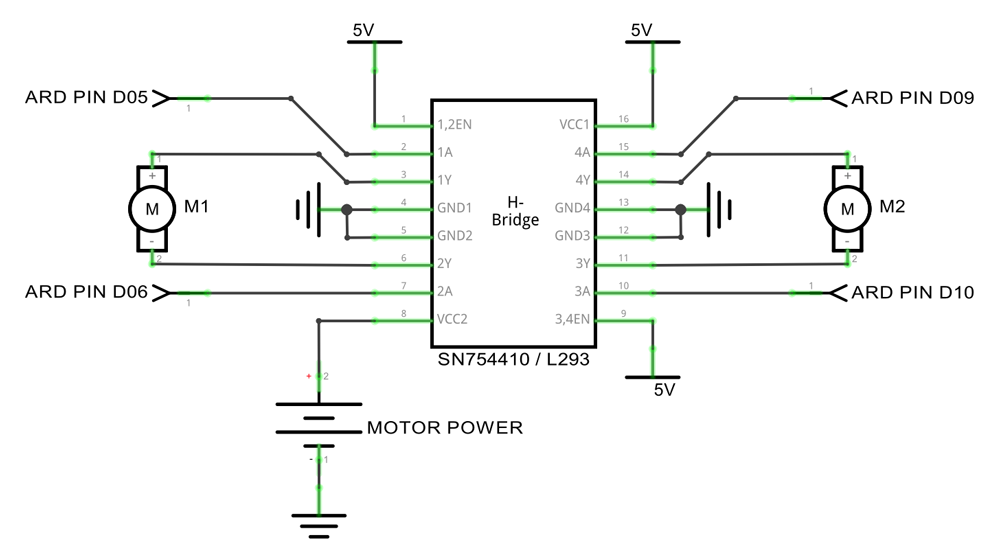 5V
5V
ARD PIN D05
1
1
ARD PIN D09
1
1,2EN
VCC1
16
2
1A
4A
15
1
3
1Y
4Y
14
1
+
M
M1
-
2
4
GND1
GND4
13
H-
Bridge
5
GND2
GND3
12
+
M
M2
-
2
6
2Y
3Y
11
ARD PIN D06
1
7
2A
3A
10
1
ARD PIN D10
8
VCC2
3,4EN
9
SN754410 / L293
+
2
5V
MOTOR POWER
-
1